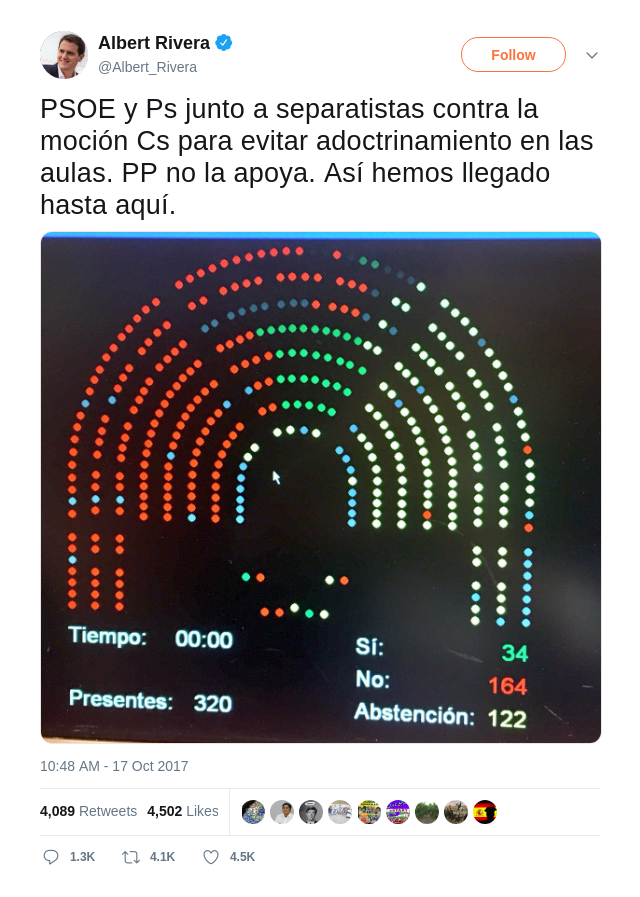 Albert Rivera
@Albert_Rivera
Follow
PSOE y Ps junto a separatistas contra la
moción Cs para evitar adoctrinamiento en las
aulas. PP no la apoya. Así hemos llegado
hasta aquí.
Tiempo: 00:00
Presentes: 320
Sí: 34
No: 164
Abstención: 122
10:48 AM - 17 Oct 2017
4,089 Retweets 4,502 Likes
1.3K 4.1K 4.5K